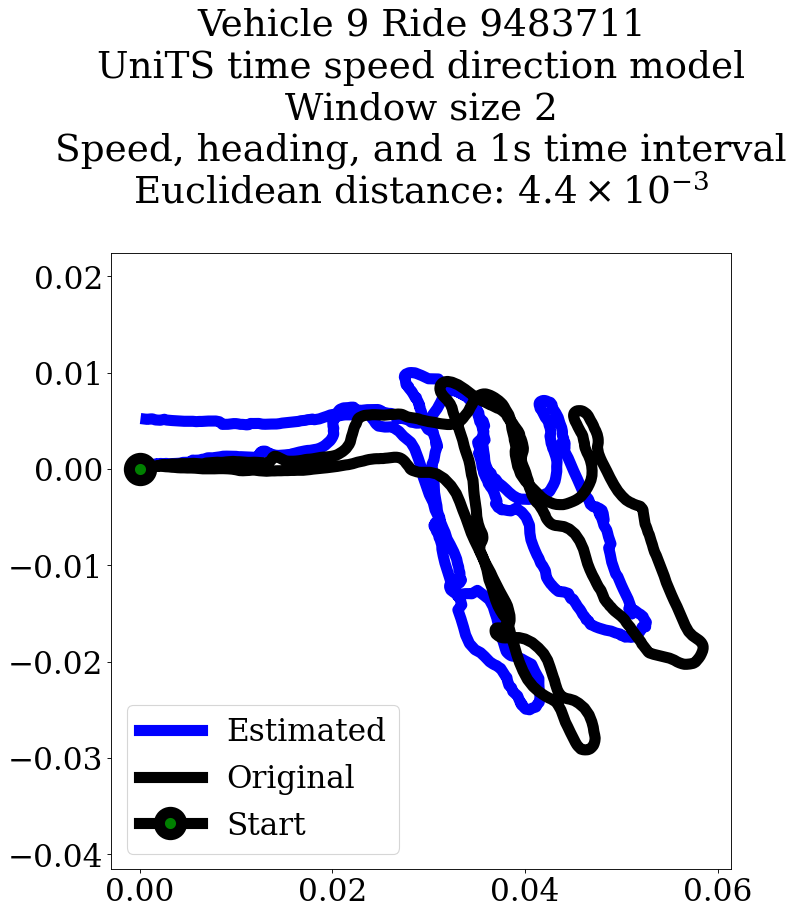 Vehicle 9 Ride 9483711
UniTS time speed direction model
Window size 2
Speed, heading, and a 1s time interval
Euclidean distance: 4.4 × 10⁻³
0.02
0.01
0.00
−0.01
−0.02
−0.03
−0.04
Estimated
Original
Start
0.00 0.02 0.04 0.06